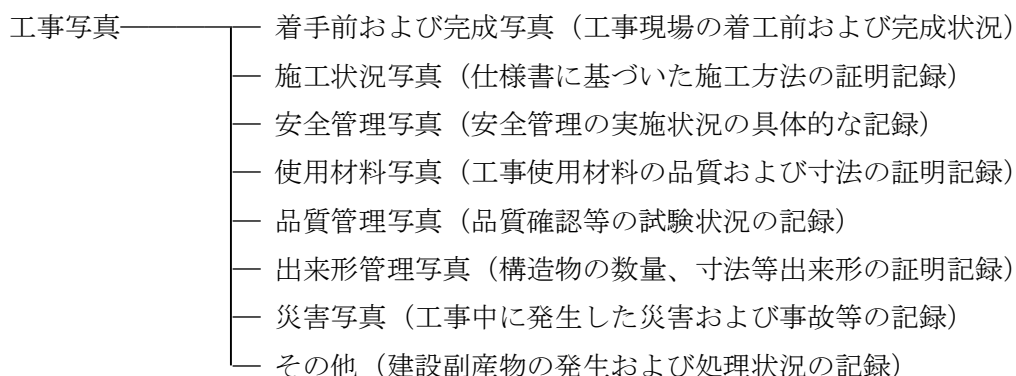 工事写真 着手前および完成写真（工事現場の着工前および完成状況）
施工状況写真（仕様書に基づいた施工方法の証明記録）
安全管理写真（安全管理の実施状況の具体的な記録）
使用材料写真（工事使用材料の品質および寸法の証明記録）
品質管理写真（品質確認等の試験状況の記録）
出来形管理写真（構造物の数量、寸法等出来形の証明記録）
災害写真（工事中に発生した災害および事故等の記録）
その他（建設副産物の発生および処理状況の記録）